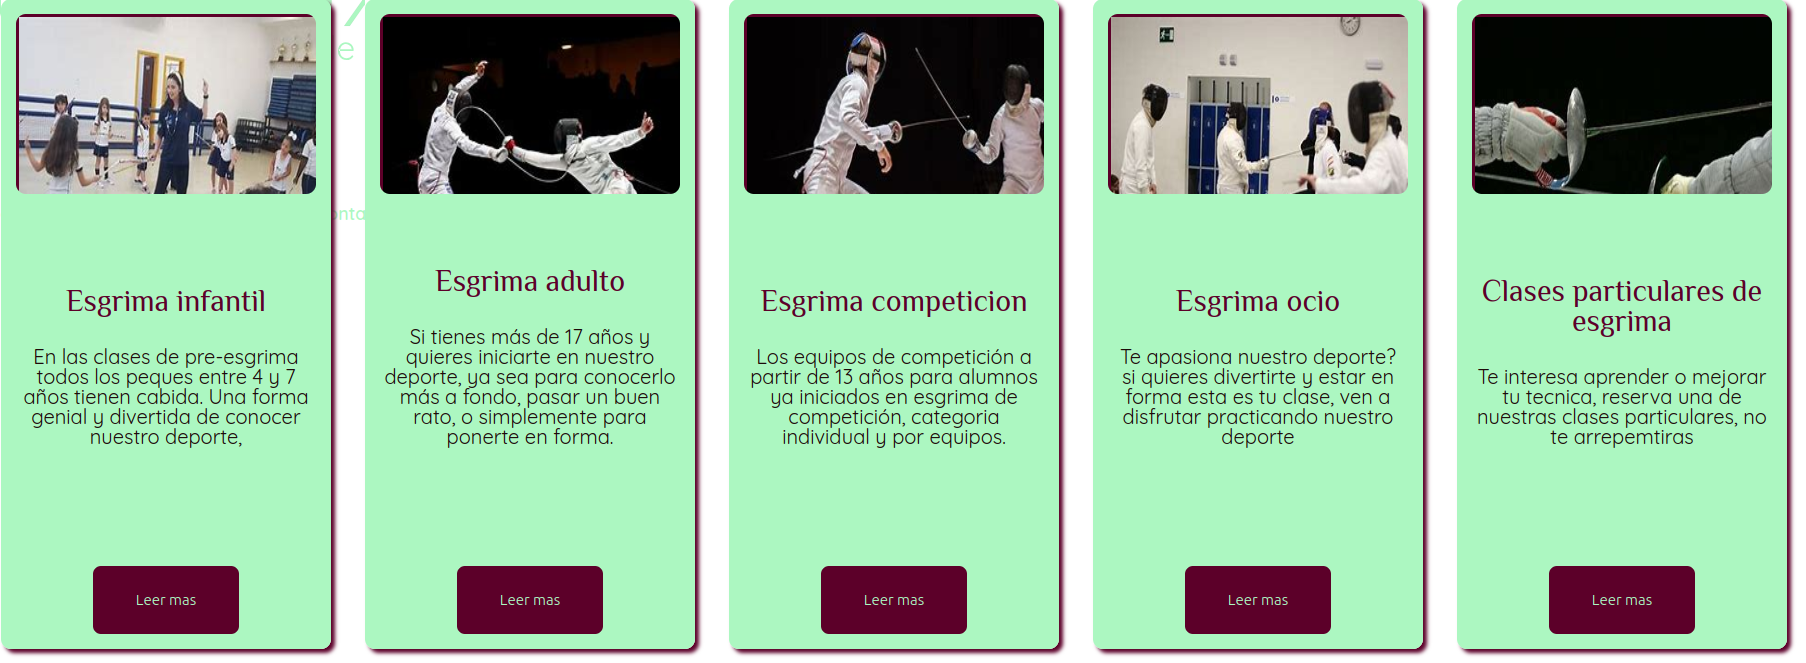 e
onta
Esgrima infantil
En las clases de pre-esgrima
todos los peques entre 4 y 7
años tienen cabida. Una forma
genial y divertida de conocer
nuestro deporte,
Leer mas
Esgrima adulto
Si tienes más de 17 años y
quieres iniciarte en nuestro
deporte, ya sea para conocerlo
más a fondo, pasar un buen
rato, o simplemente para
ponerte en forma.
Leer mas
Esgrima competicion
Los equipos de competición a
partir de 13 años para alumnos
ya iniciados en esgrima de
competición, categoria
individual y por equipos.
Leer mas
Esgrima ocio
Te apasiona nuestro deporte?
si quieres divertirte y estar en
forma esta es tu clase, ven a
disfrutar practicando nuestro
deporte
Leer mas
Clases particulares de
esgrima
Te interesa aprender o mejorar
tu tecnica, reserva una de
nuestras clases particulares, no
te arrepemtiras
Leer mas